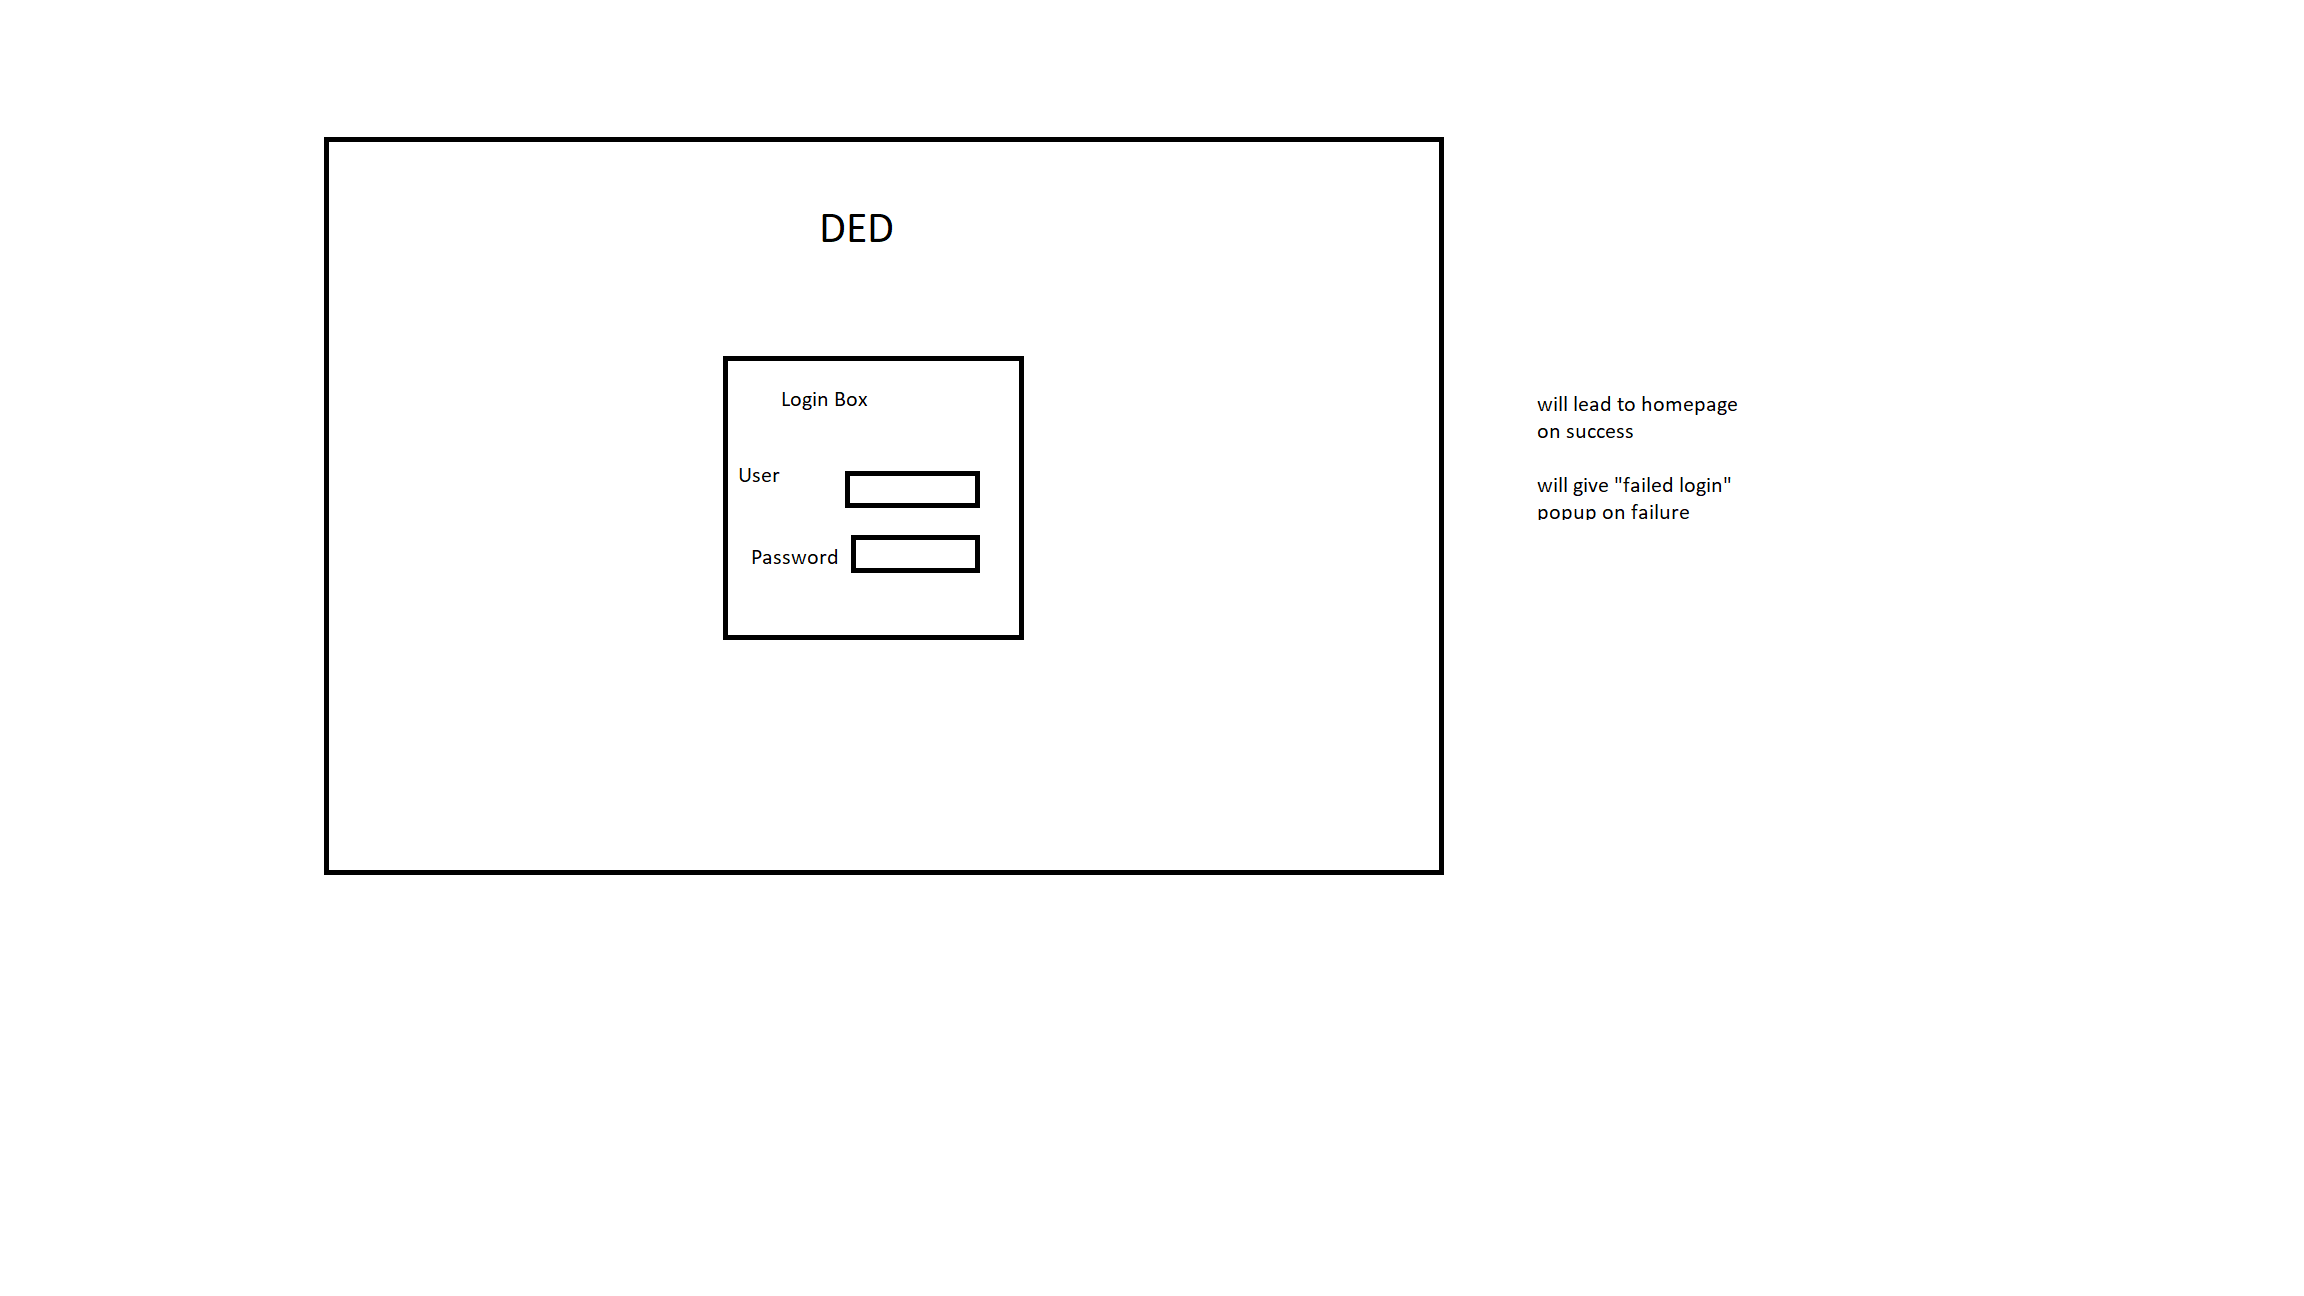 DED
Login Box
User
Password
will lead to homepage
on success
will give "failed login"
popup on failure